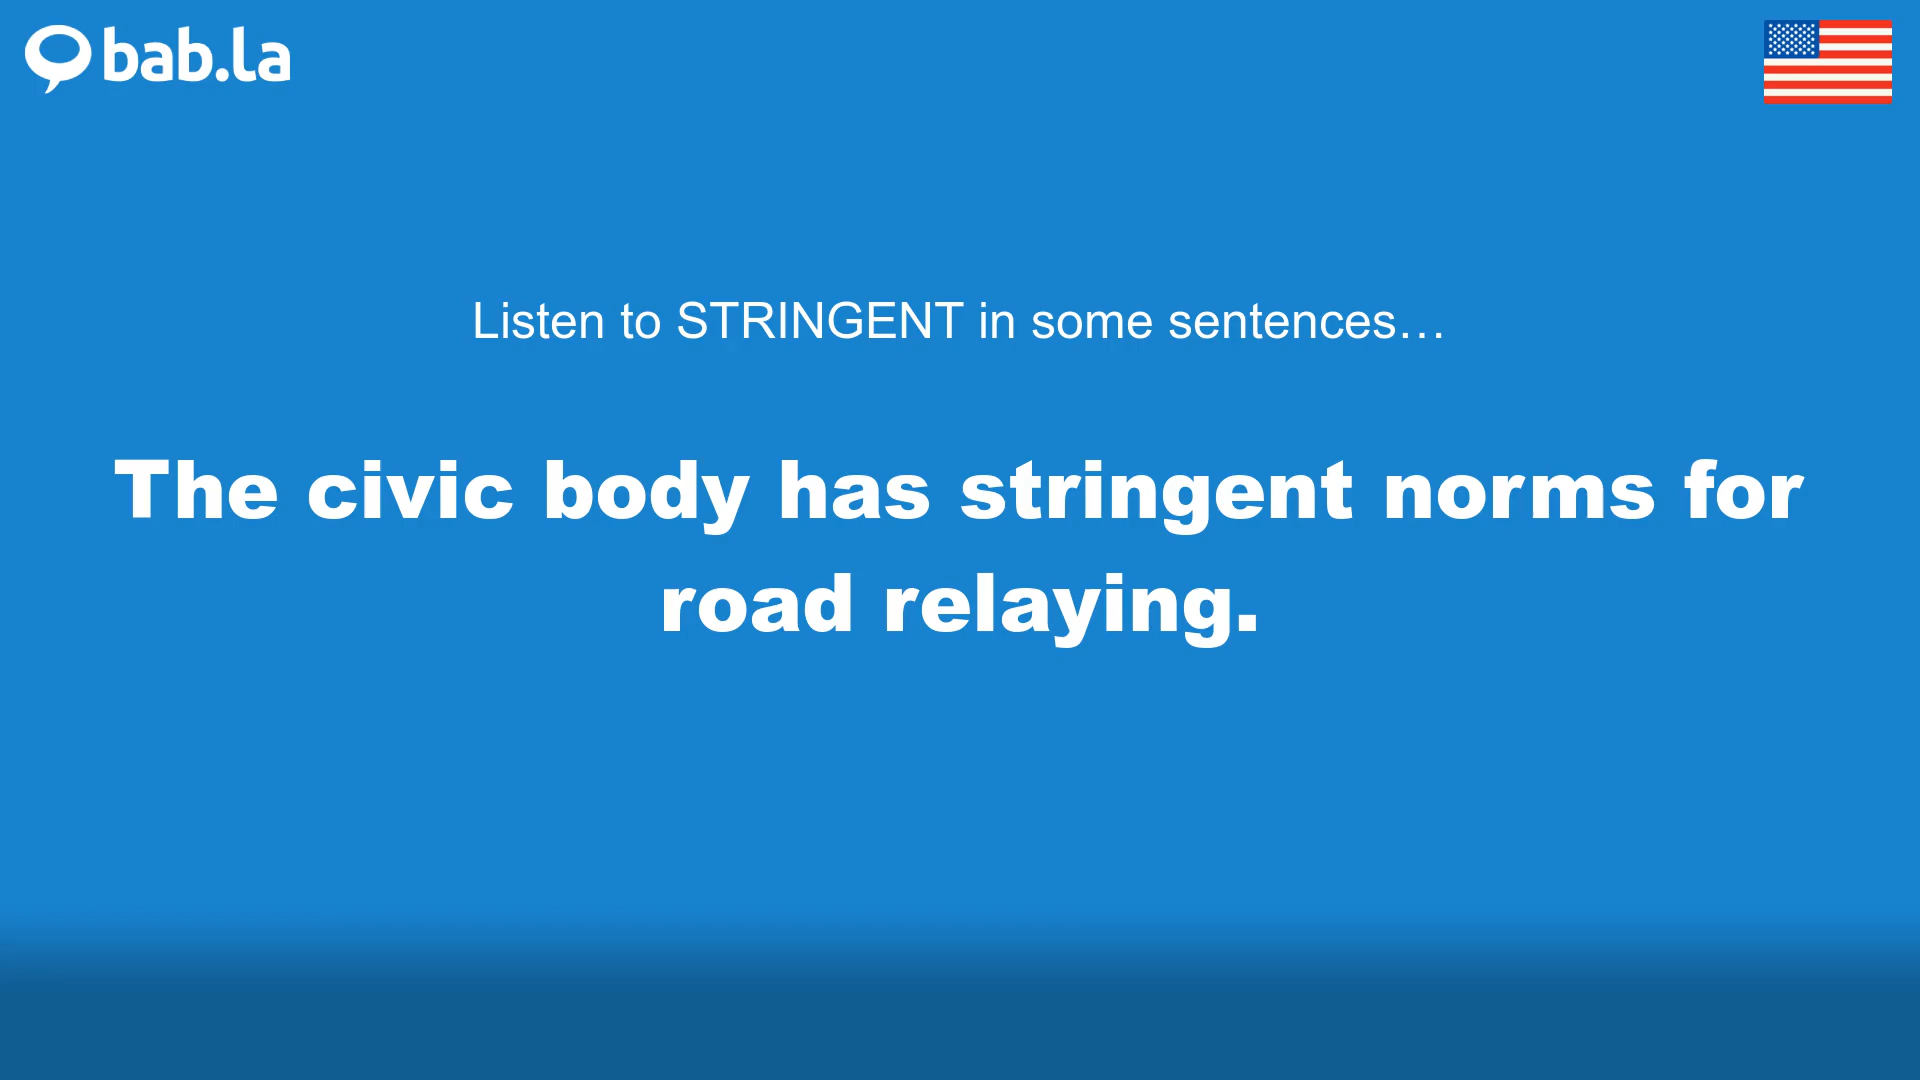 bab.la
Listen to STRINGENT in some sentences…
The civic body has stringent norms for
road relaying.